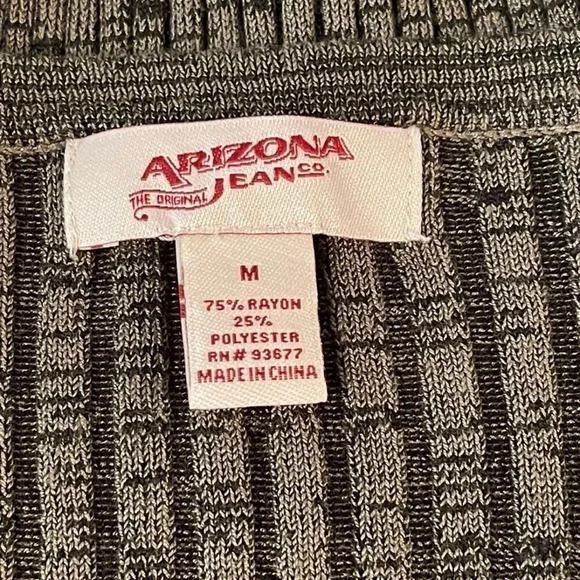 ARIZONA
THE ORIGINAL JEAN CO.
M
75% RAYON
25%
POLYESTER
RN# 93677
MADE IN CHINA